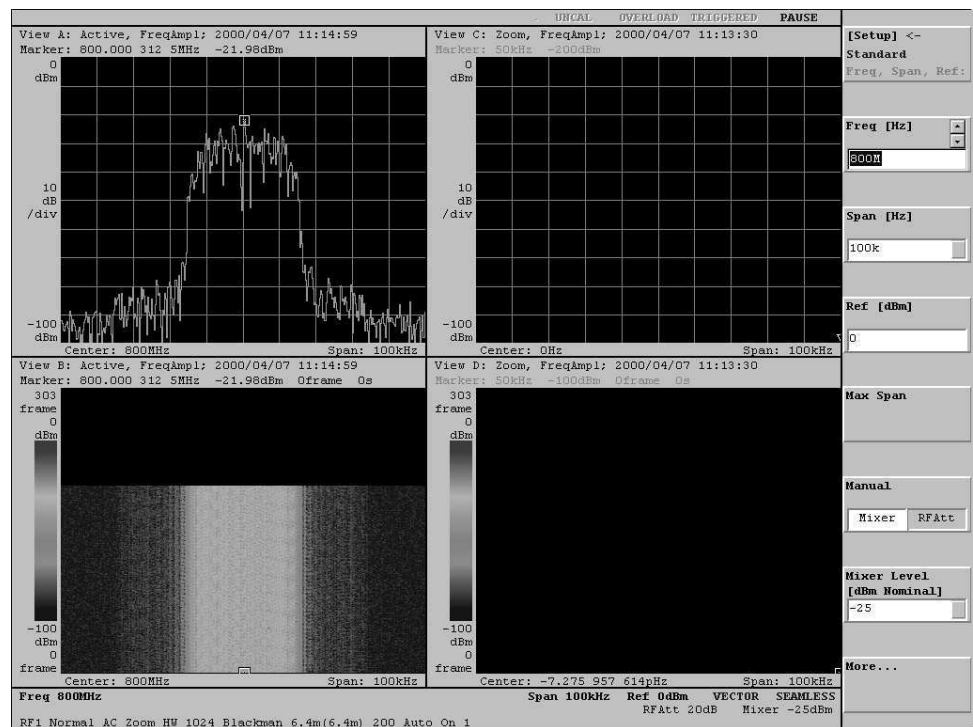 UNCAL OVERLOAD TRIGGERED PAUSE
View A: Active, FreqAmpl; 2000/04/07 11:14:59
Marker: 800.000 312 5MHz -21.98dBm
0
dBm
10
dB
/div
-100
dBm
Center: 800MHz Span: 100kHz
View C: Zoom, FreqAmpl; 2000/04/07 11:13:30
Marker: 50kHz -200dBm
0
dBm
10
dB
/div
-100
dBm
Center: 0Hz Span: 100kHz
View B: Active, FreqAmpl; 2000/04/07 11:14:59
Marker: 800.000 312 5MHz -21.98dBm 0frame 0s
303
frame
0
dBm
-100
dBm
0
frame
Center: 800MHz Span: 100kHz
View D: Zoom, FreqAmpl; 2000/04/07 11:13:30
Marker: 50kHz -100dBm 0frame 0s
303
frame
0
dBm
-100
dBm
0
frame
Center: -7.275 957 614pHz Span: 100kHz
Freq 800MHz Span 100kHz Ref 0dBm VECTOR SEAMLESS
RFAtt 20dB Mixer -25dBm
RF1 Normal AC Zoom HW 1024 Blackman 6.4m(6.4m) 200 Auto On 1
[Setup] <-
Standard
Freq, Span, Ref:
Freq [Hz]
800M
Span [Hz]
100k
Ref [dBm]
0
Max Span
Manual
Mixer RFAtt
Mixer Level
[dBm Nominal]
-25
More...